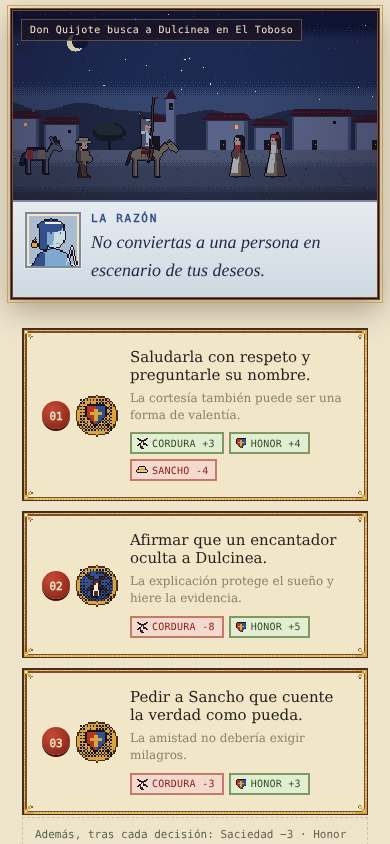 Don Quijote busca a Dulcinea en El Toboso
LA RAZÓN
No conviertas a una persona en
escenario de tus deseos.
01
Saludarla con respeto y
preguntarle su nombre.
La cortesía también puede ser una
forma de valentía.
CORDURA +3 HONOR +4
SANCHO -4
02
Afirmar que un encantador
oculta a Dulcinea.
La explicación protege el sueño y
hiere la evidencia.
CORDURA -8 HONOR +5
03
Pedir a Sancho que cuente
la verdad como pueda.
La amistad no debería exigir
milagros.
CORDURA -3 HONOR +3
Además, tras cada decisión: Saciedad −3 · Honor